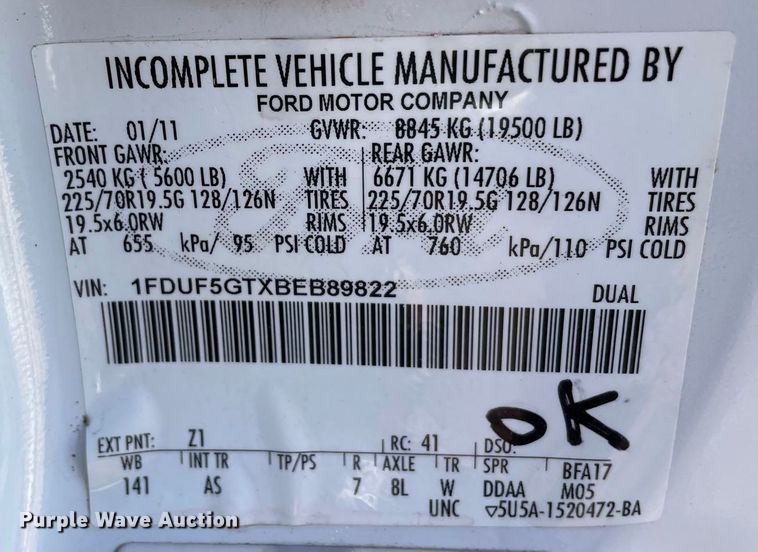 INCOMPLETE VEHICLE MANUFACTURED BY
FORD MOTOR COMPANY
DATE: 01/11 GVWR: 8845 KG (19500 LB)
FRONT GAWR: REAR GAWR:
2540 KG ( 5600 LB) WITH 6671 KG (14706 LB) WITH
225/70R19.5G 128/126N TIRES 225/70R19.5G 128/126N TIRES
19.5x6.0RW RIMS 19.5x6.0RW RIMS
AT 655 kPa/ 95 PSI COLD AT 760 kPa/110 PSI COLD
VIN: 1FDUF5GTXBEB89822 DUAL
OK
EXT PNT: Z1 RC: 41 DSO:
WB INT TR TP/PS R AXLE TR SPR BFA17
141 AS 7 8L W DDAA M05
UNC ▽5U5A-1520472-BA
Purple Wave Auction